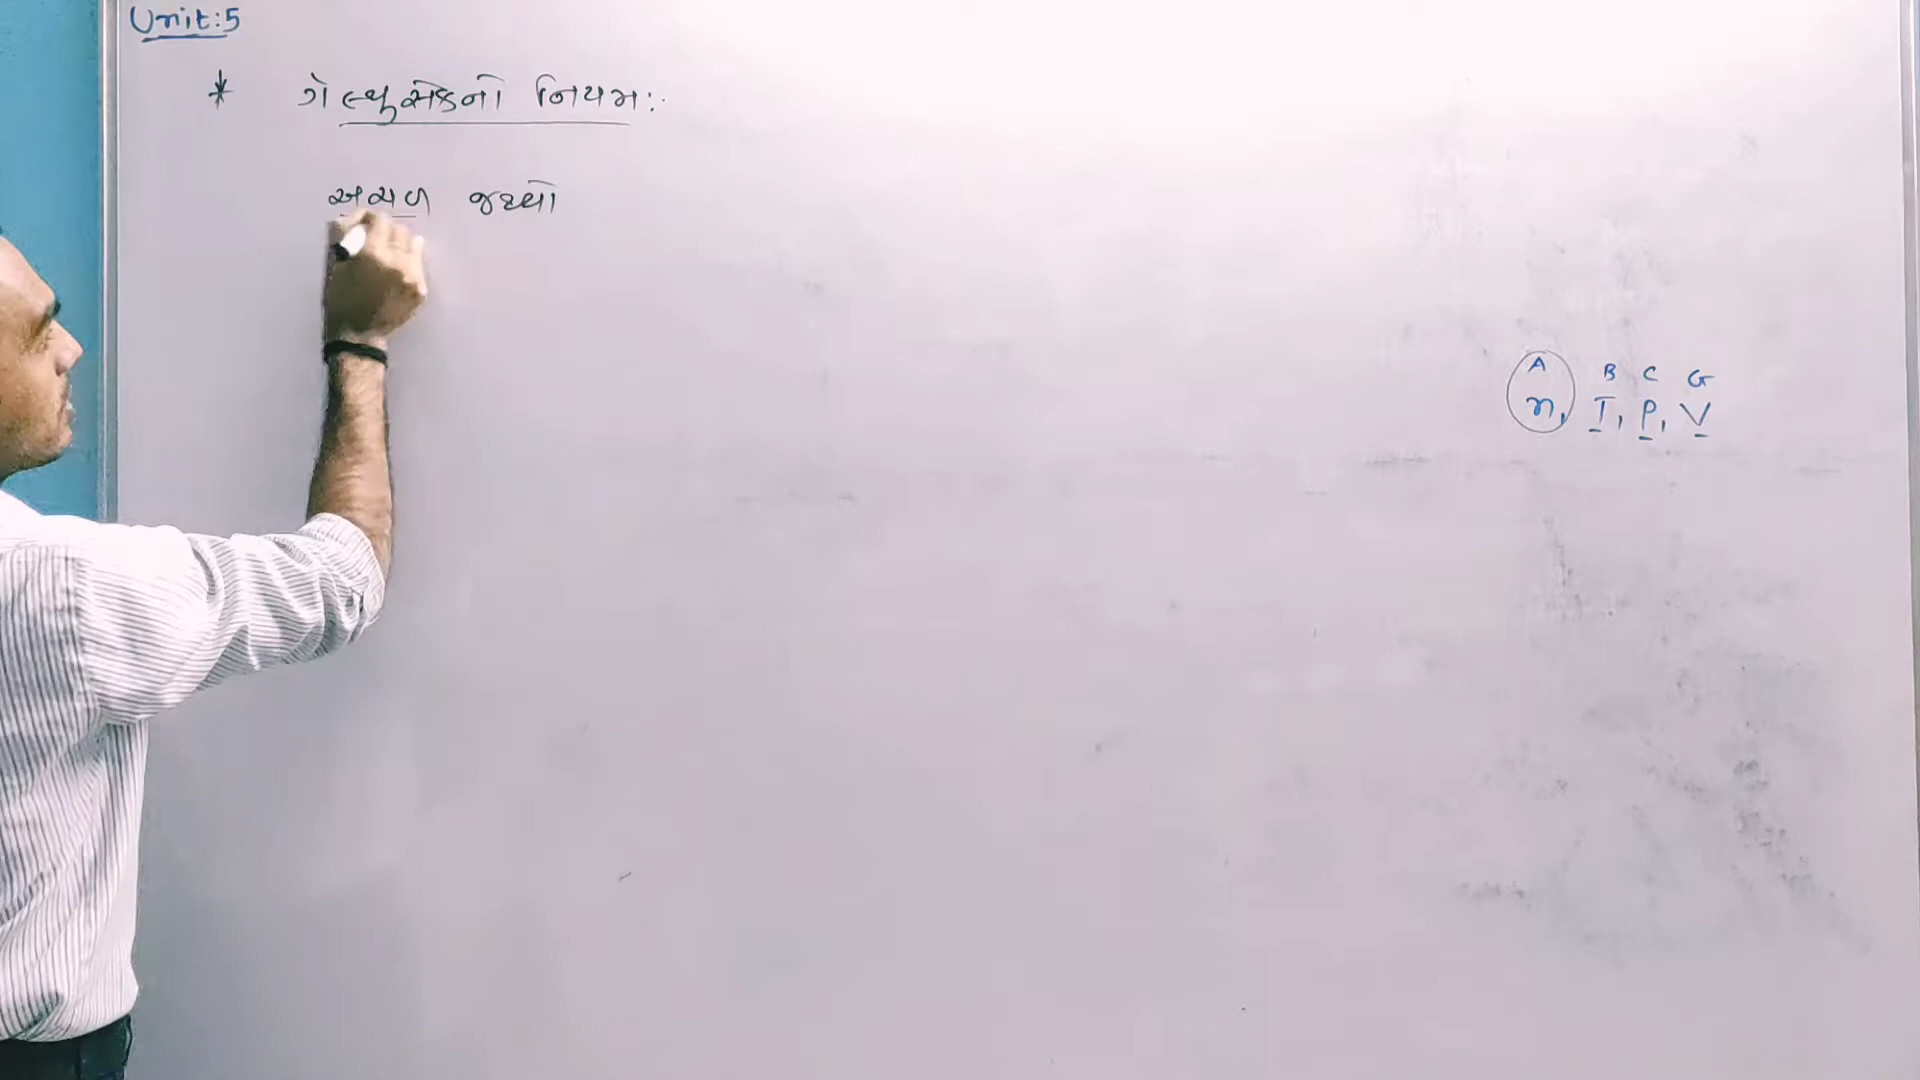 Unit:5
* ગેલ્યુસેકનો નિયમ:-
અચળ જથ્થો
A B C G
n, T, P, V